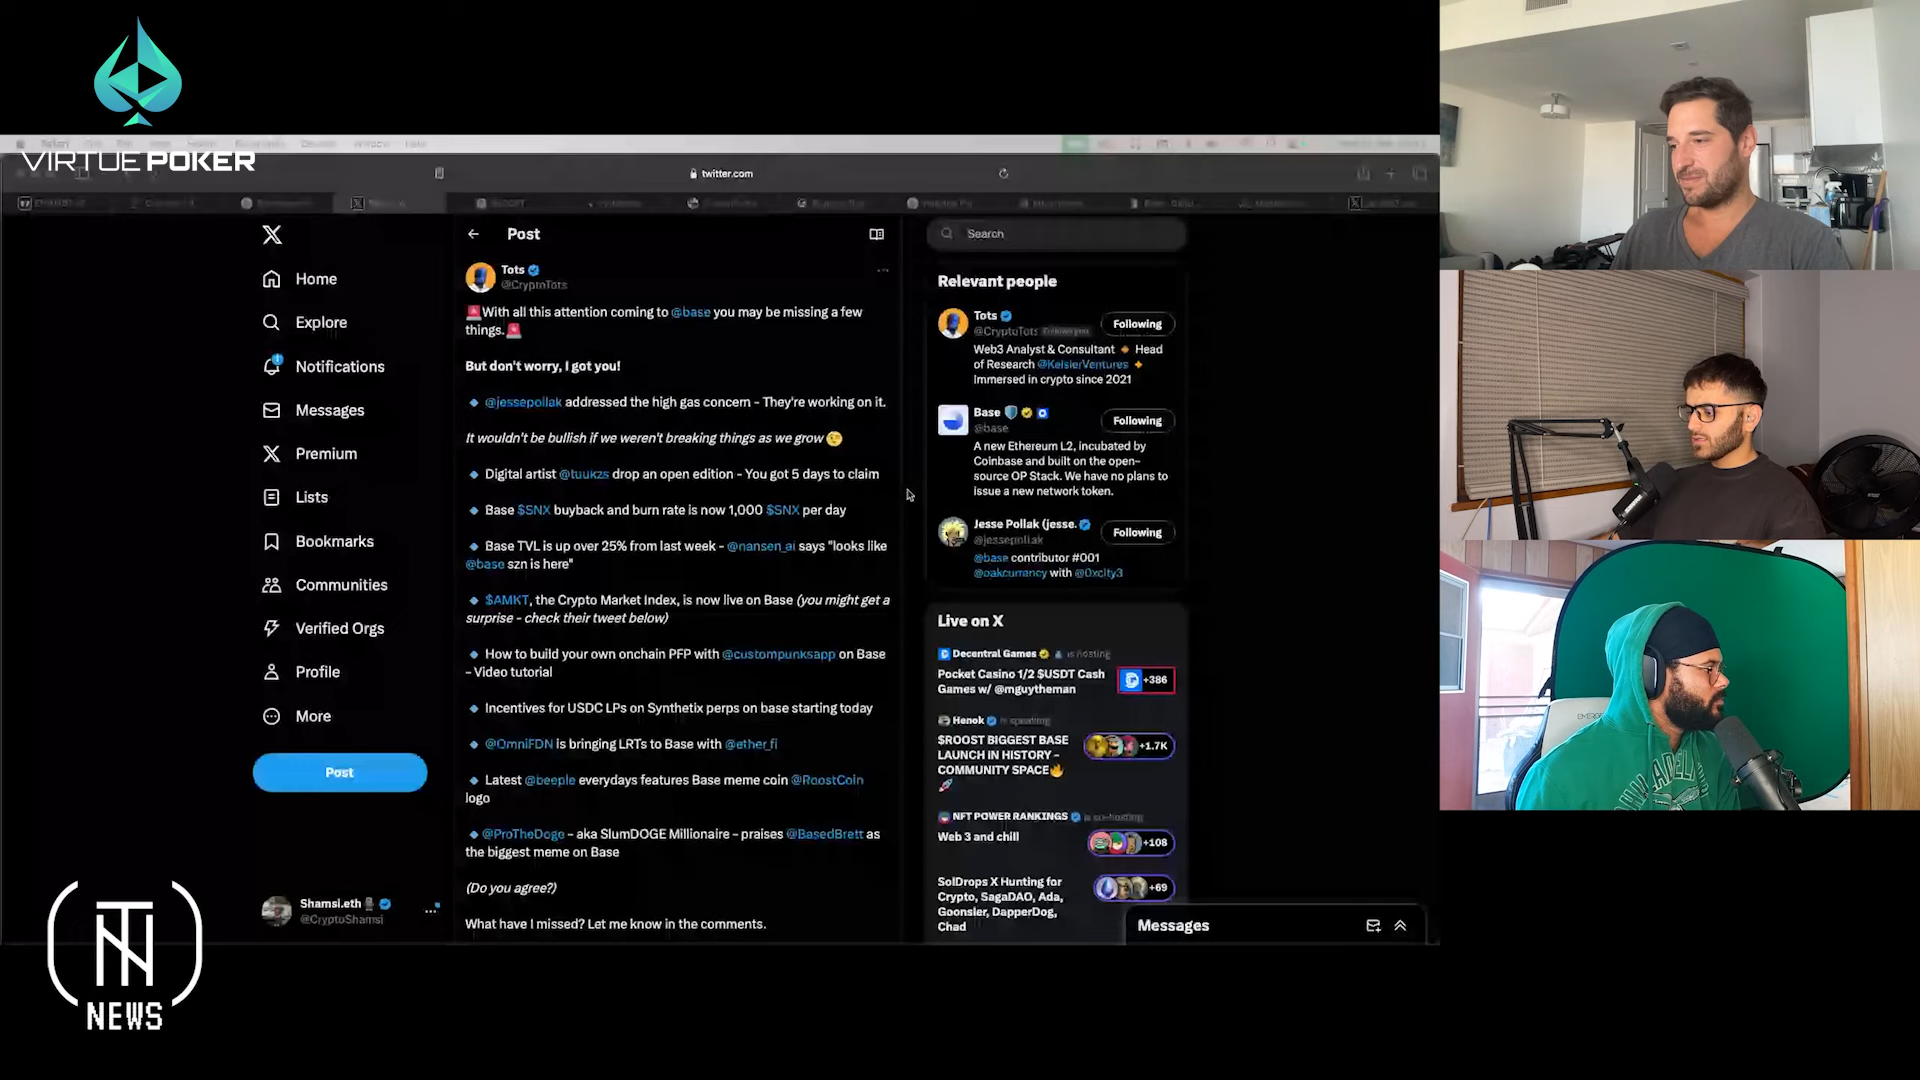 VIRTUE POKER
twitter.com
Home
Explore
Notifications
Messages
Premium
Lists
Bookmarks
Communities
Verified Orgs
Profile
More
Post
Shamsi.eth
@CryptoShamsi
Post
Tots
@CryptoTots
🚨With all this attention coming to @base you may be missing a few
things.🚨
But don't worry, I got you!
🔹 @jessepollak addressed the high gas concern - They're working on it.
It wouldn't be bullish if we weren't breaking things as we grow
🔹 Digital artist @tuukzs drop an open edition - You got 5 days to claim
🔹 Base $SNX buyback and burn rate is now 1,000 $SNX per day
🔹 Base TVL is up over 25% from last week - @nansen_ai says "looks like
@base szn is here"
🔹 $AMKT, the Crypto Market Index, is now live on Base (you might get a
surprise - check their tweet below)
🔹 How to build your own onchain PFP with @custompunksapp on Base
- Video tutorial
🔹 Incentives for USDC LPs on Synthetix perps on base starting today
🔹 @OmniFDN is bringing LRTs to Base with @ether_fi
🔹 Latest @beeple everydays features Base meme coin @RoostCoin
logo
🔹 @ProTheDoge - aka SlumDOGE Millionaire - praises @BasedBrett as
the biggest meme on Base
(Do you agree?)
What have I missed? Let me know in the comments.
Search
Relevant people
Tots
@CryptoTots Follows you
Following
Web3 Analyst & Consultant 🔸 Head
of Research @KelsierVentures 🔸
Immersed in crypto since 2021
Base
@base
Following
A new Ethereum L2, incubated by
Coinbase and built on the open-
source OP Stack. We have no plans to
issue a new network token.
Jesse Pollak (jesse.
@jessepollak
Following
@base contributor #001
@oakcurrency with @0xcity3
Live on X
Decentral Games is hosting
Pocket Casino 1/2 $USDT Cash
Games w/ @mguytheman
+386
Henok is speaking
$ROOST BIGGEST BASE
LAUNCH IN HISTORY -
COMMUNITY SPACE🔥
🚀
+1.7K
NFT POWER RANKINGS is co-hosting
Web 3 and chill
+108
SolDrops X Hunting for
Crypto, SagaDAO, Ada,
Goonsier, DapperDog,
Chad
+69
Messages
NEWS